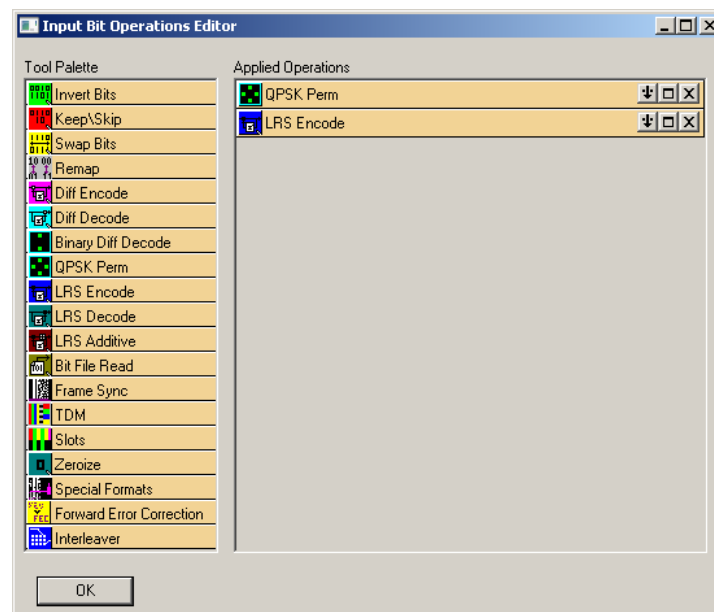 Input Bit Operations Editor
Tool Palette
Invert Bits
Keep\Skip
Swap Bits
Remap
Diff Encode
Diff Decode
Binary Diff Decode
QPSK Perm
LRS Encode
LRS Decode
LRS Additive
Bit File Read
Frame Sync
TDM
Slots
Zeroize
Special Formats
Forward Error Correction
Interleaver
Applied Operations
QPSK Perm
LRS Encode
OK